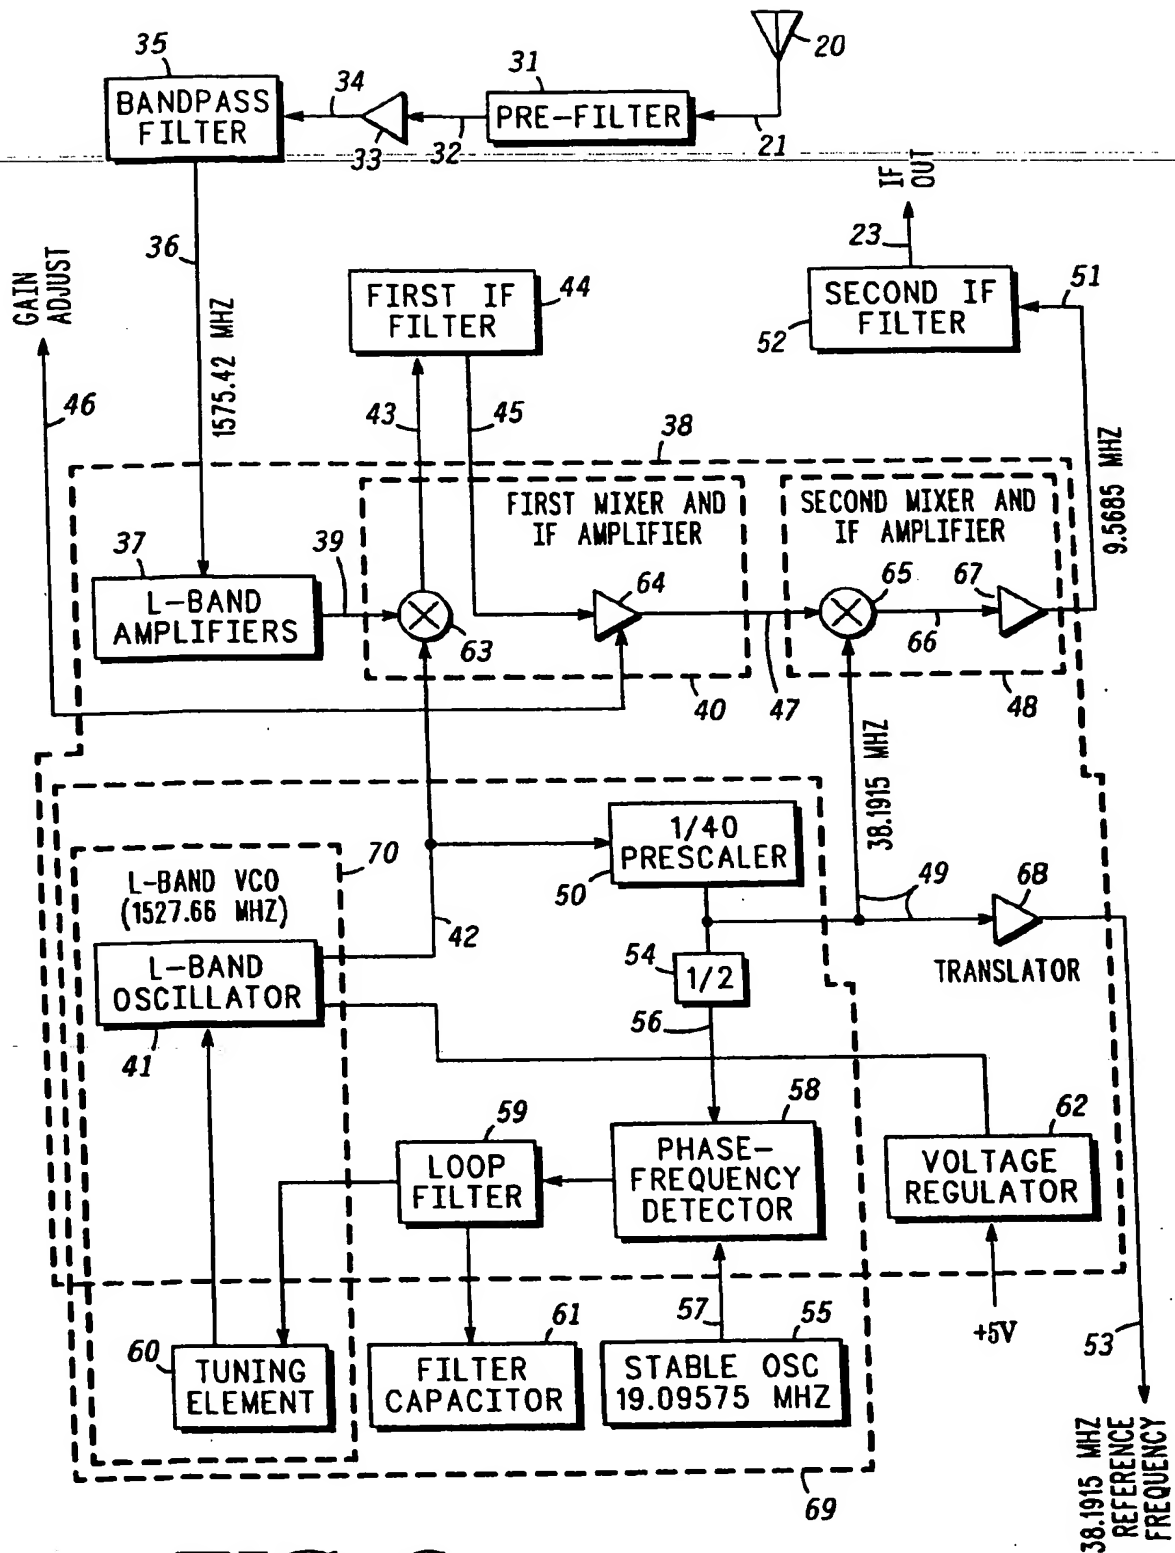 35
BANDPASS
FILTER
34
33
32
31
PRE-FILTER
21
20
36
1575.42 MHZ
GAIN
ADJUST
46
FIRST IF
FILTER
44
43
45
IF
OUT
23
SECOND IF
FILTER
52
51
9.5685 MHZ
38
37
L-BAND
AMPLIFIERS
39
FIRST MIXER AND
IF AMPLIFIER
63
64
40
47
SECOND MIXER AND
IF AMPLIFIER
65
66
67
48
38.1915 MHZ
1/40
PRESCALER
50
49
68
TRANSLATOR
70
L-BAND VCO
(1527.66 MHZ)
L-BAND
OSCILLATOR
41
42
54
1/2
56
58
PHASE-
FREQUENCY
DETECTOR
59
LOOP
FILTER
62
VOLTAGE
REGULATOR
+5V
60
TUNING
ELEMENT
61
FILTER
CAPACITOR
57
55
STABLE OSC
19.09575 MHZ
53
69
38.1915 MHZ
REFERENCE
FREQUENCY